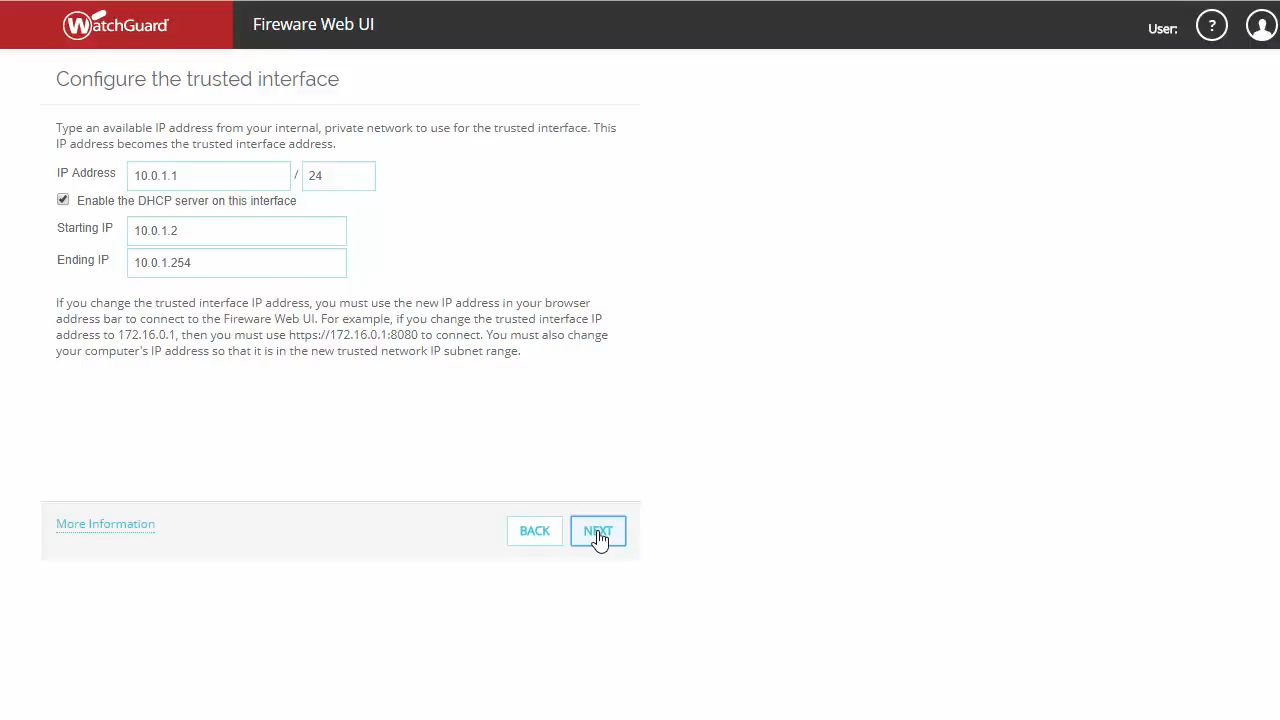 WatchGuard
Fireware Web UI
User:
?
Configure the trusted interface
Type an available IP address from your internal, private network to use for the trusted interface. This
IP address becomes the trusted interface address.
IP Address 10.0.1.1 / 24
Enable the DHCP server on this interface
Starting IP 10.0.1.2
Ending IP 10.0.1.254
If you change the trusted interface IP address, you must use the new IP address in your browser
address bar to connect to the Fireware Web UI. For example, if you change the trusted interface IP
address to 172.16.0.1, then you must use https://172.16.0.1:8080 to connect. You must also change
your computer's IP address so that it is in the new trusted network IP subnet range.
More Information
BACK
NEXT